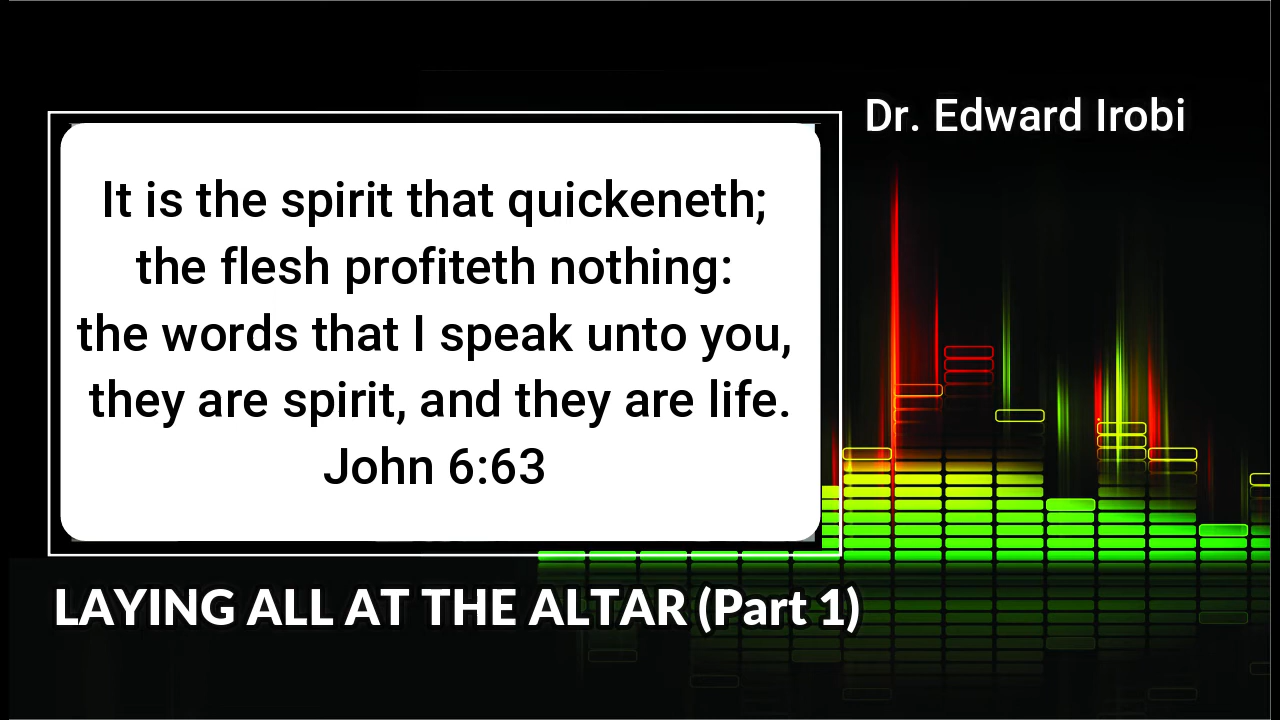 Dr. Edward Irobi
It is the spirit that quickeneth;
the flesh profiteth nothing:
the words that I speak unto you,
they are spirit, and they are life.
John 6:63
LAYING ALL AT THE ALTAR (Part 1)